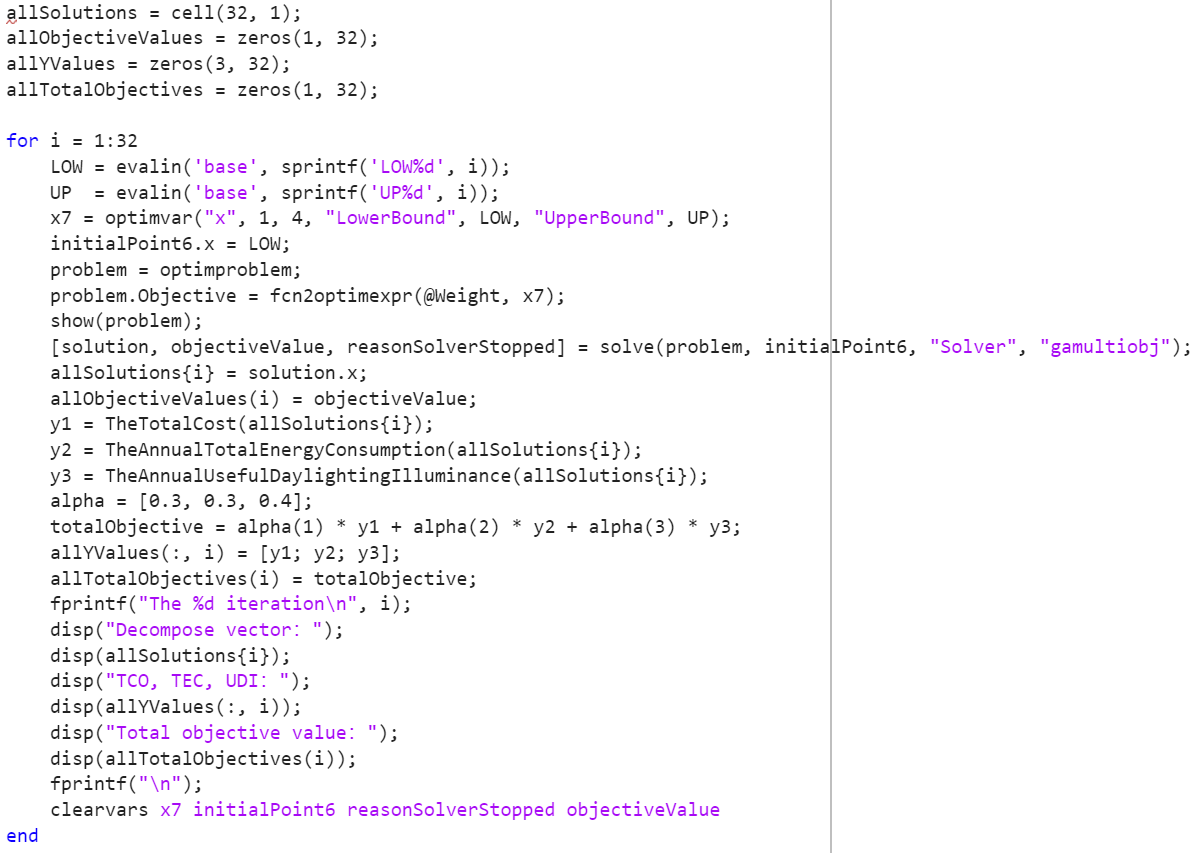 allSolutions = cell(32, 1);
allObjectiveValues = zeros(1, 32);
allYValues = zeros(3, 32);
allTotalObjectives = zeros(1, 32);

for i = 1:32
    LOW = evalin('base', sprintf('LOW%d', i));
    UP  = evalin('base', sprintf('UP%d', i));
    x7 = optimvar("x", 1, 4, "LowerBound", LOW, "UpperBound", UP);
    initialPoint6.x = LOW;
    problem = optimproblem;
    problem.Objective = fcn2optimexpr(@Weight, x7);
    show(problem);
    [solution, objectiveValue, reasonSolverStopped] = solve(problem, initialPoint6, "Solver", "gamultiobj");
    allSolutions{i} = solution.x;
    allObjectiveValues(i) = objectiveValue;
    y1 = TheTotalCost(allSolutions{i});
    y2 = TheAnnualTotalEnergyConsumption(allSolutions{i});
    y3 = TheAnnualUsefulDaylightingIlluminance(allSolutions{i});
    alpha = [0.3, 0.3, 0.4];
    totalObjective = alpha(1) * y1 + alpha(2) * y2 + alpha(3) * y3;
    allYValues(:, i) = [y1; y2; y3];
    allTotalObjectives(i) = totalObjective;
    fprintf("The %d iteration\n", i);
    disp("Decompose vector: ");
    disp(allSolutions{i});
    disp("TCO, TEC, UDI: ");
    disp(allYValues(:, i));
    disp("Total objective value: ");
    disp(allTotalObjectives(i));
    fprintf("\n");
    clearvars x7 initialPoint6 reasonSolverStopped objectiveValue
end